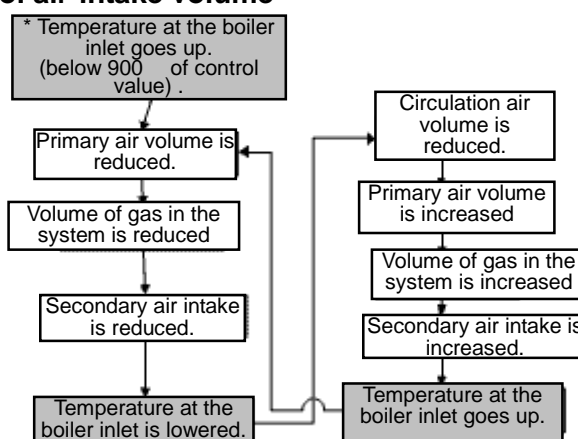 * Temperature at the boiler
inlet goes up.
(below 900 of control
value) .
Primary air volume is
reduced.
Volume of gas in the
system is reduced
Secondary air intake
is reduced.
Temperature at the
boiler inlet is lowered.
Circulation air
volume is
reduced.
Primary air volume
is increased
Volume of gas in the
system is increased
Secondary air intake is
increased.
Temperature at the
boiler inlet goes up.